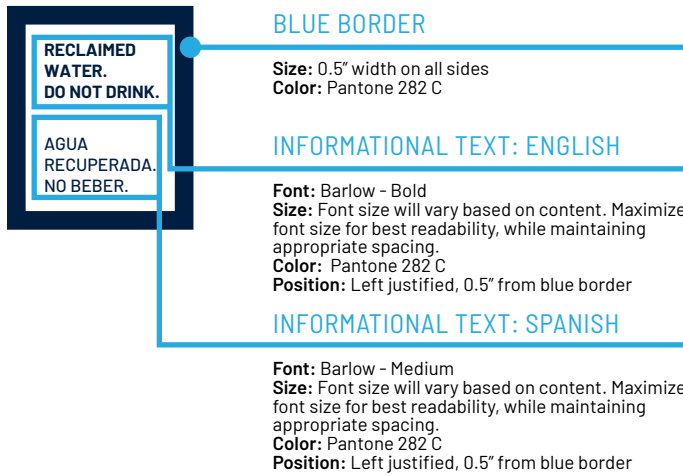 RECLAIMED
WATER.
DO NOT DRINK.
AGUA
RECUPERADA.
NO BEBER.
BLUE BORDER
Size: 0.5” width on all sides
Color: Pantone 282 C
INFORMATIONAL TEXT: ENGLISH
Font: Barlow - Bold
Size: Font size will vary based on content. Maximize
font size for best readability, while maintaining
appropriate spacing.
Color: Pantone 282 C
Position: Left justified, 0.5” from blue border
INFORMATIONAL TEXT: SPANISH
Font: Barlow - Medium
Size: Font size will vary based on content. Maximize
font size for best readability, while maintaining
appropriate spacing.
Color: Pantone 282 C
Position: Left justified, 0.5” from blue border